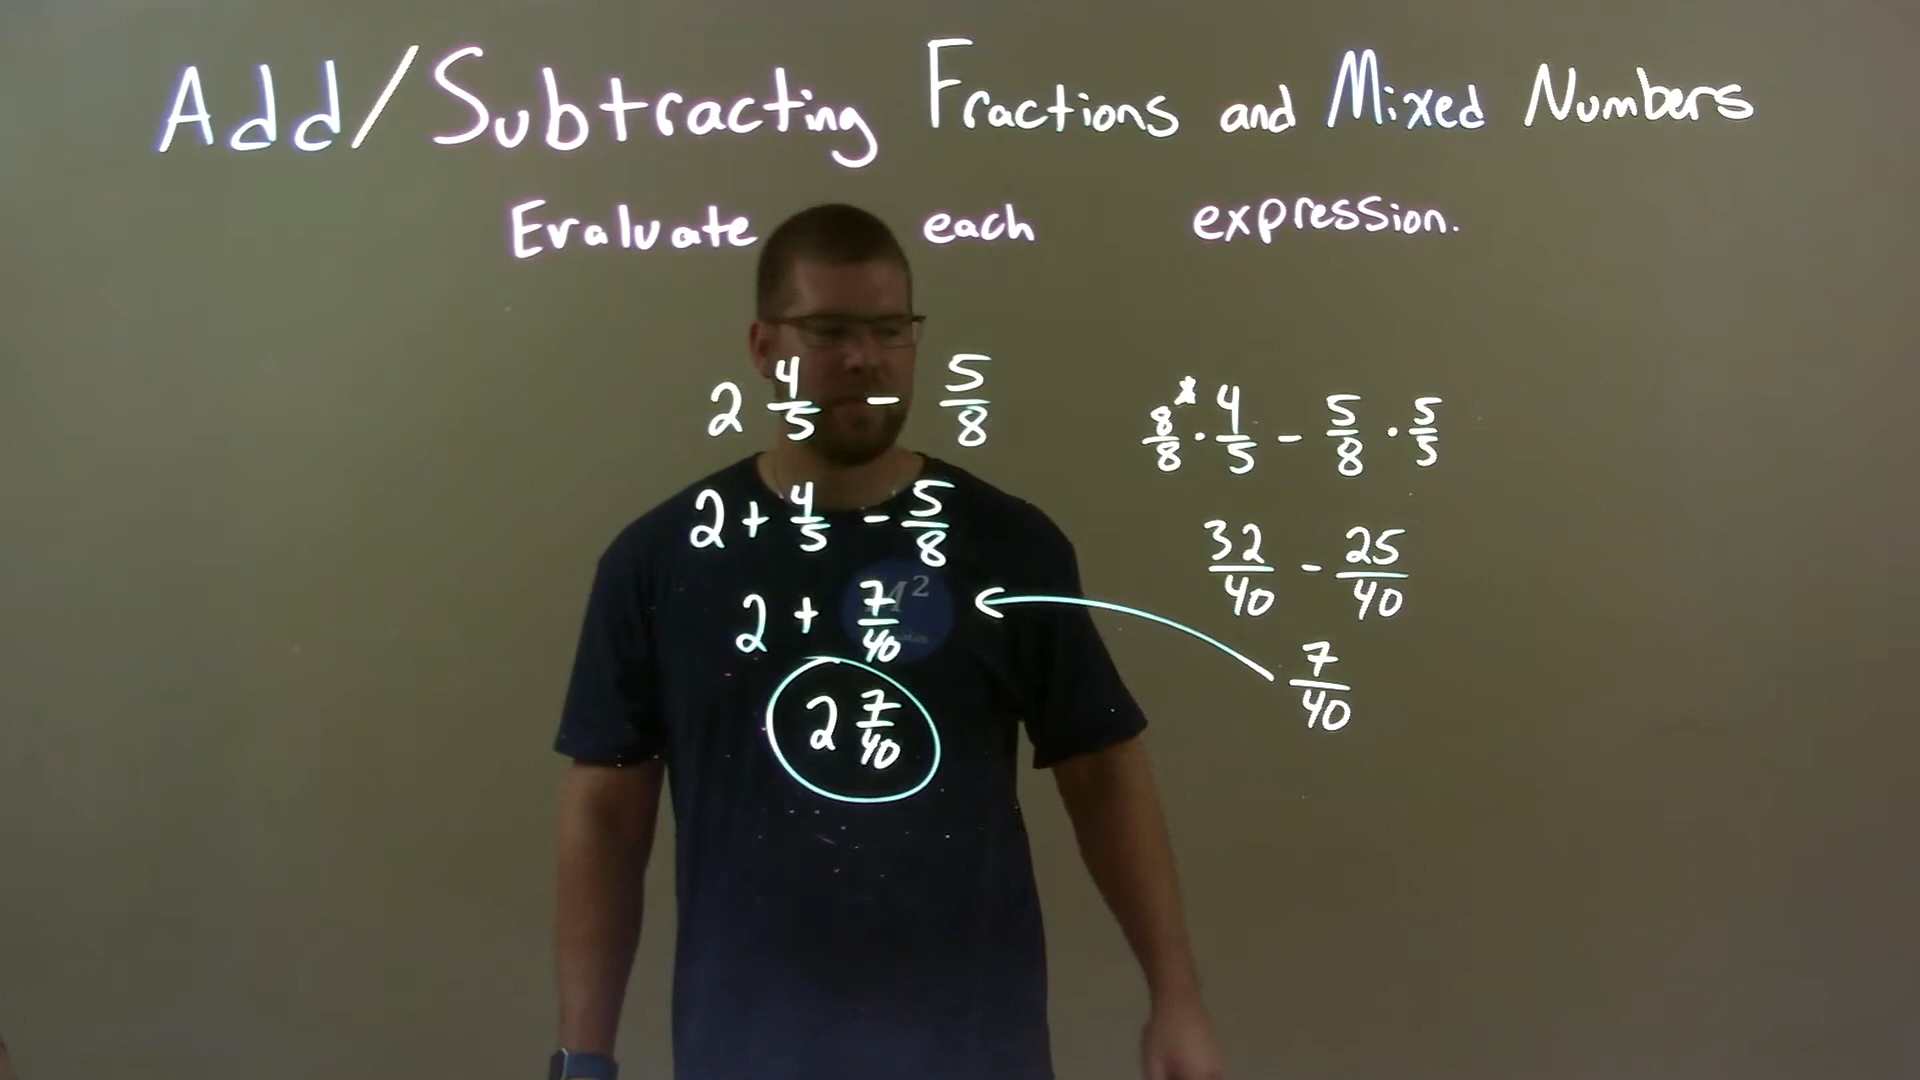 Add/Subtracting Fractions and Mixed Numbers
Evaluate each expression.
2 4/5 - 5/8
2 + 4/5 - 5/8
2 + 7/40
2 7/40
8/8 * · 4/5 - 5/8 · 5/5
32/40 - 25/40
7/40